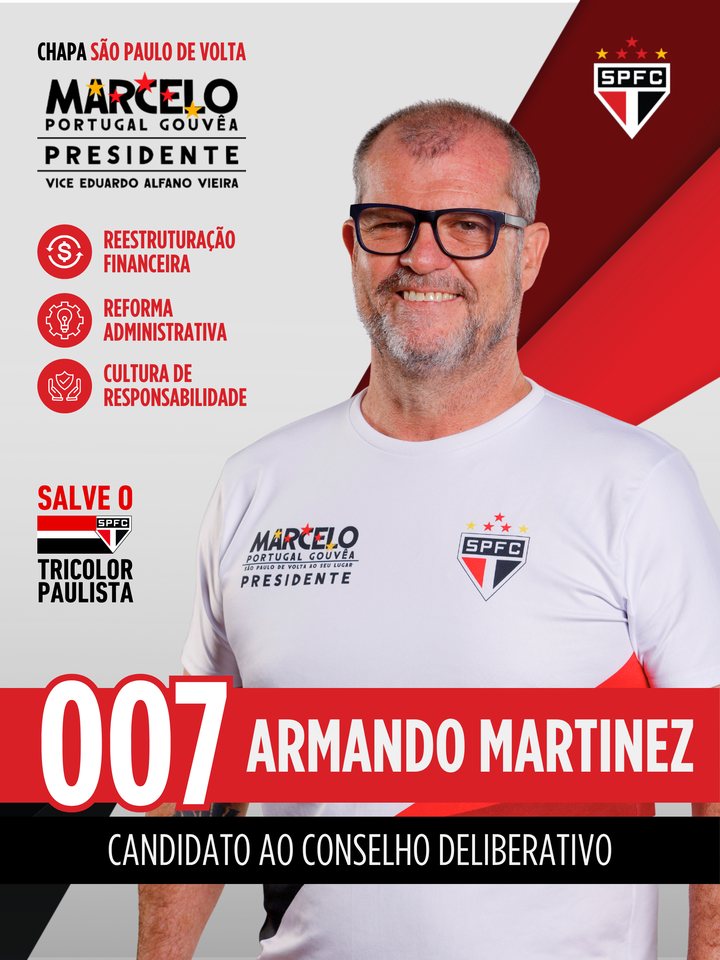 CHAPA SÃO PAULO DE VOLTA
MARCELO
PORTUGAL GOUVÊA
PRESIDENTE
VICE EDUARDO ALFANO VIEIRA
SPFC
REESTRUTURAÇÃO
FINANCEIRA
REFORMA
ADMINISTRATIVA
CULTURA DE
RESPONSABILIDADE
SALVE O
SPFC
TRICOLOR
PAULISTA
MARCELO
PORTUGAL GOUVÊA
SÃO PAULO DE VOLTA AO SEU LUGAR
PRESIDENTE
SPFC
007 ARMANDO MARTINEZ
CANDIDATO AO CONSELHO DELIBERATIVO